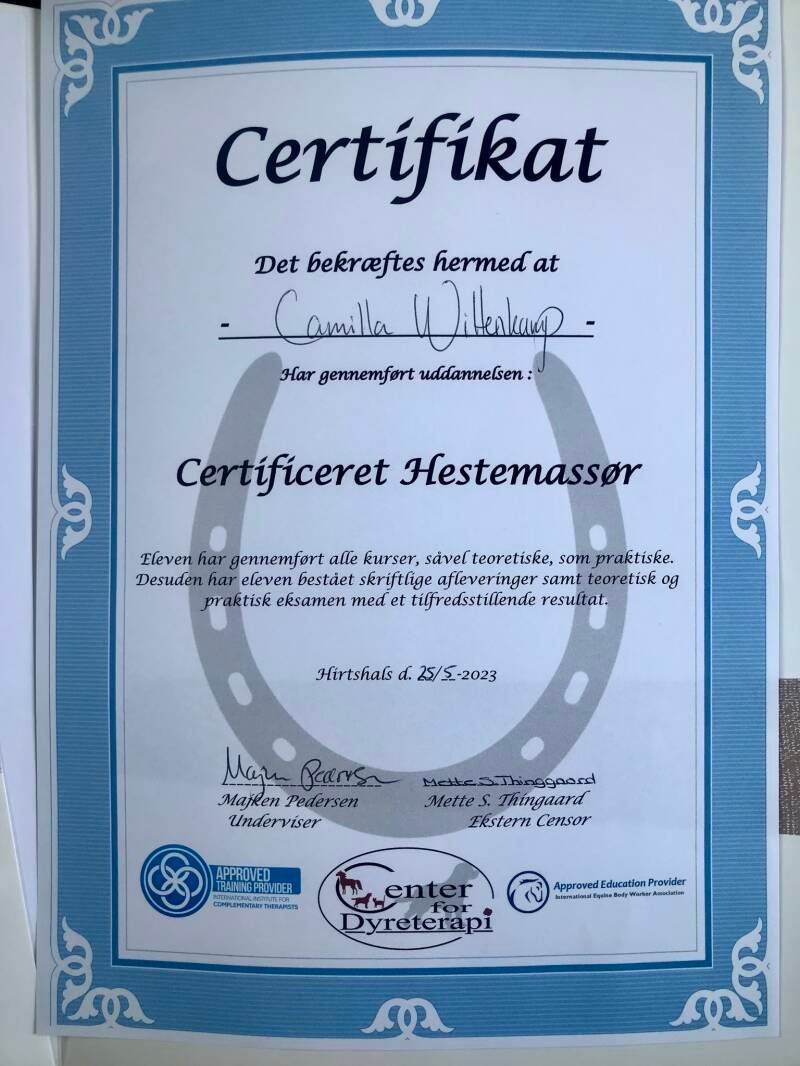 Certifikat
Det bekræftes hermed at
- Camilla Wittenkamp -
Har gennemført uddannelsen :
Certificeret Hestemassør
Eleven har gennemført alle kurser, såvel teoretiske, som praktiske.
Desuden har eleven bestået skriftlige afleveringer samt teoretisk og
praktisk eksamen med et tilfredsstillende resultat.
Hirtshals d. 25/5-2023
Majken Pedersen Mette S. Thinggaard
Majken Pedersen Mette S. Thingaard
Underviser Ekstern Censor
APPROVED
TRAINING PROVIDER
INTERNATIONAL INSTITUTE FOR
COMPLEMENTARY THERAPISTS
Center
for
Dyreterapi
Approved Education Provider
International Equine Body Worker Association